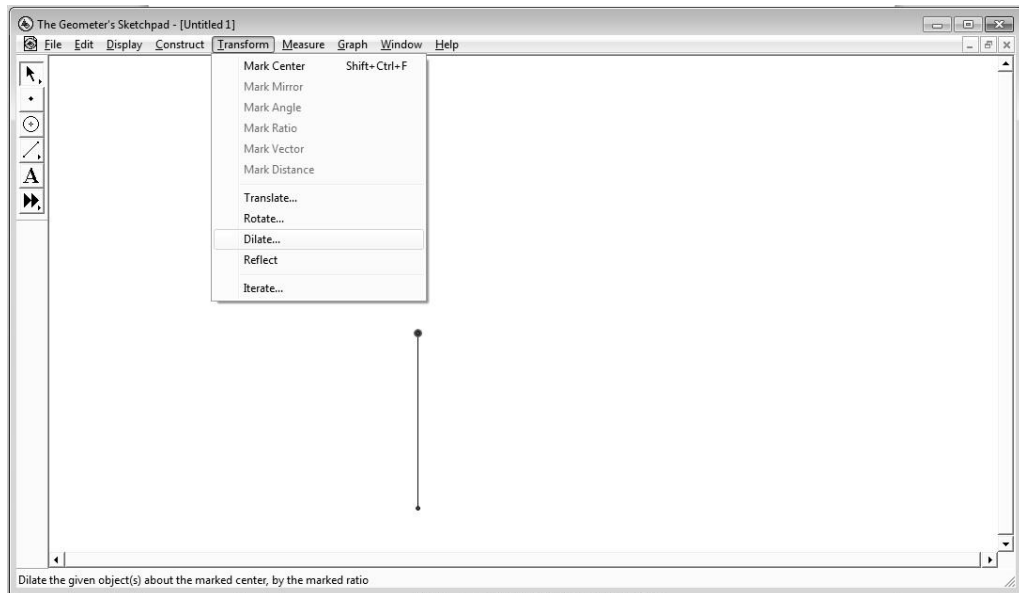 The Geometer's Sketchpad - [Untitled 1]
File Edit Display Construct Transform Measure Graph Window Help
Mark Center Shift+Ctrl+F
Mark Mirror
Mark Angle
Mark Ratio
Mark Vector
Mark Distance
Translate...
Rotate...
Dilate...
Reflect
Iterate...
A
Dilate the given object(s) about the marked center, by the marked ratio